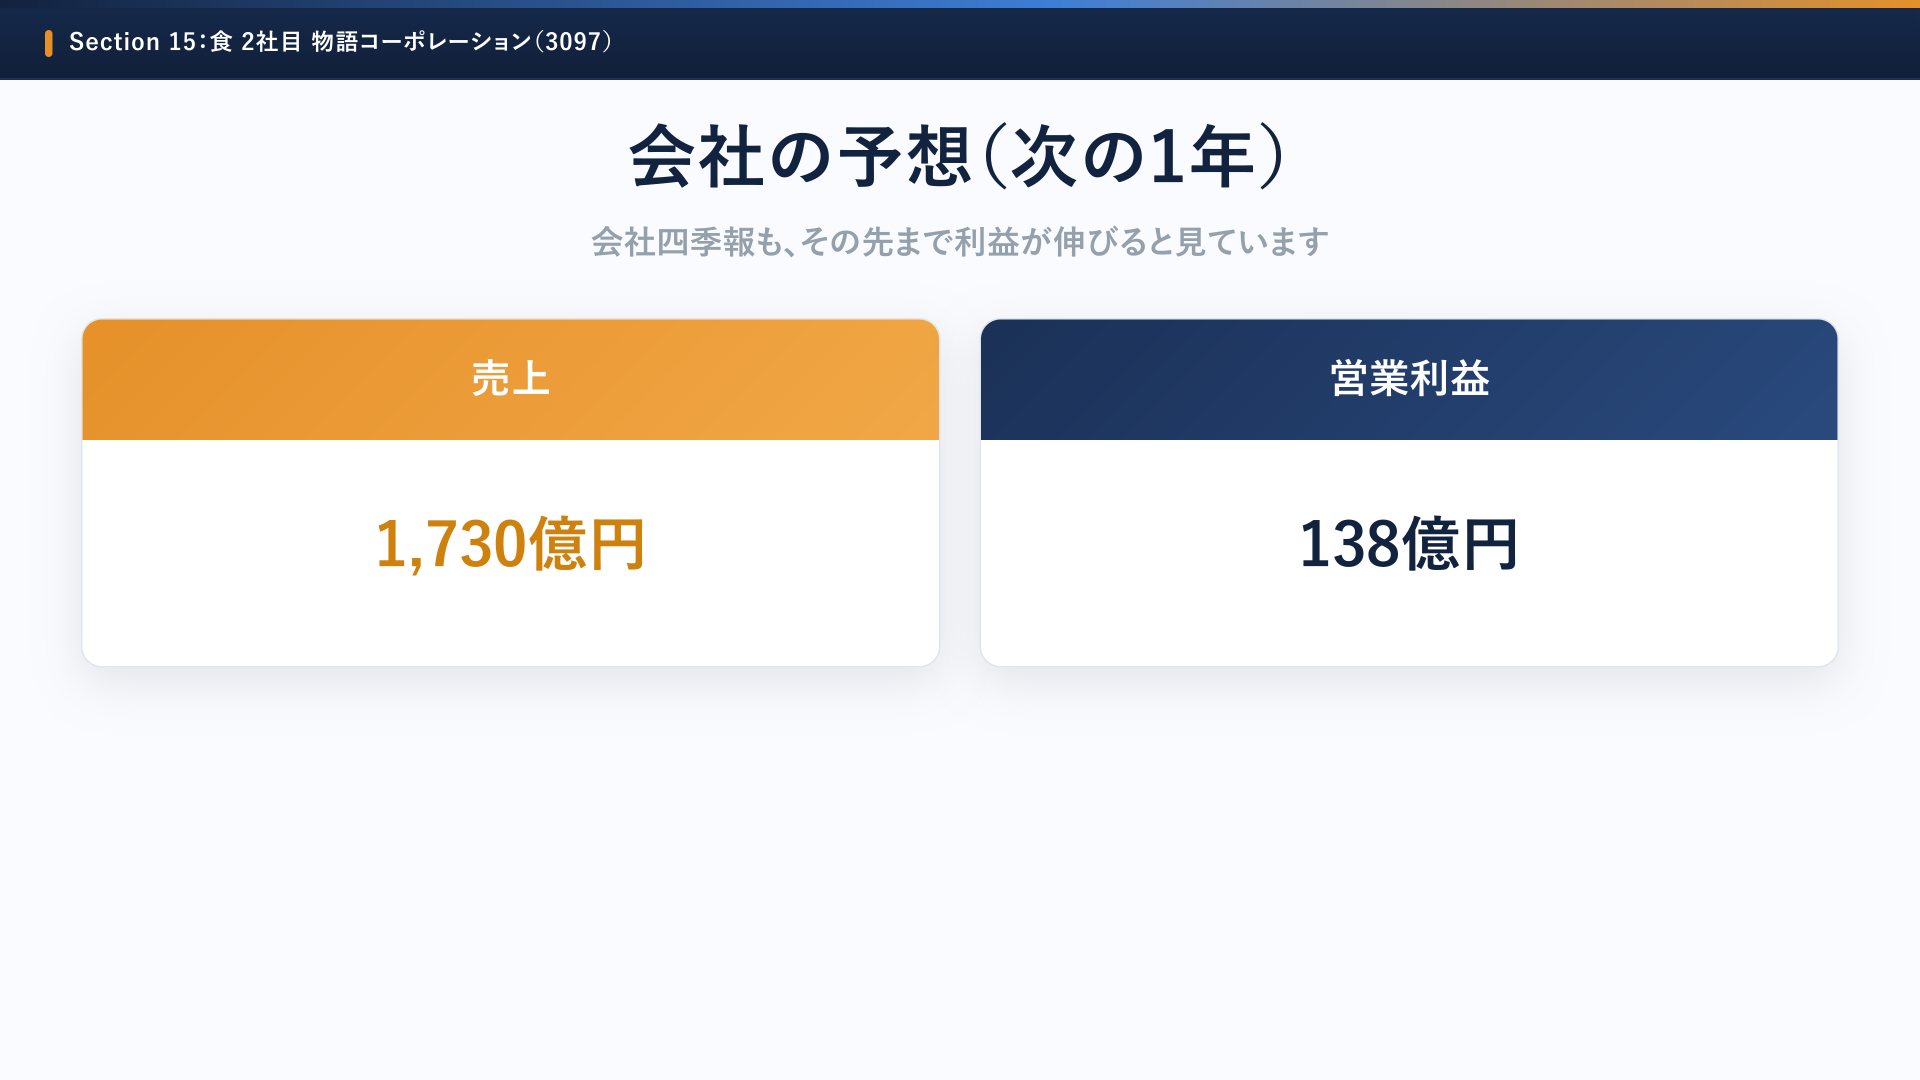 Section 15：食 2社目 物語コーポレーション（3097）
会社の予想（次の1年）
会社四季報も、その先まで利益が伸びると見ています
売上
営業利益
1,730億円
138億円